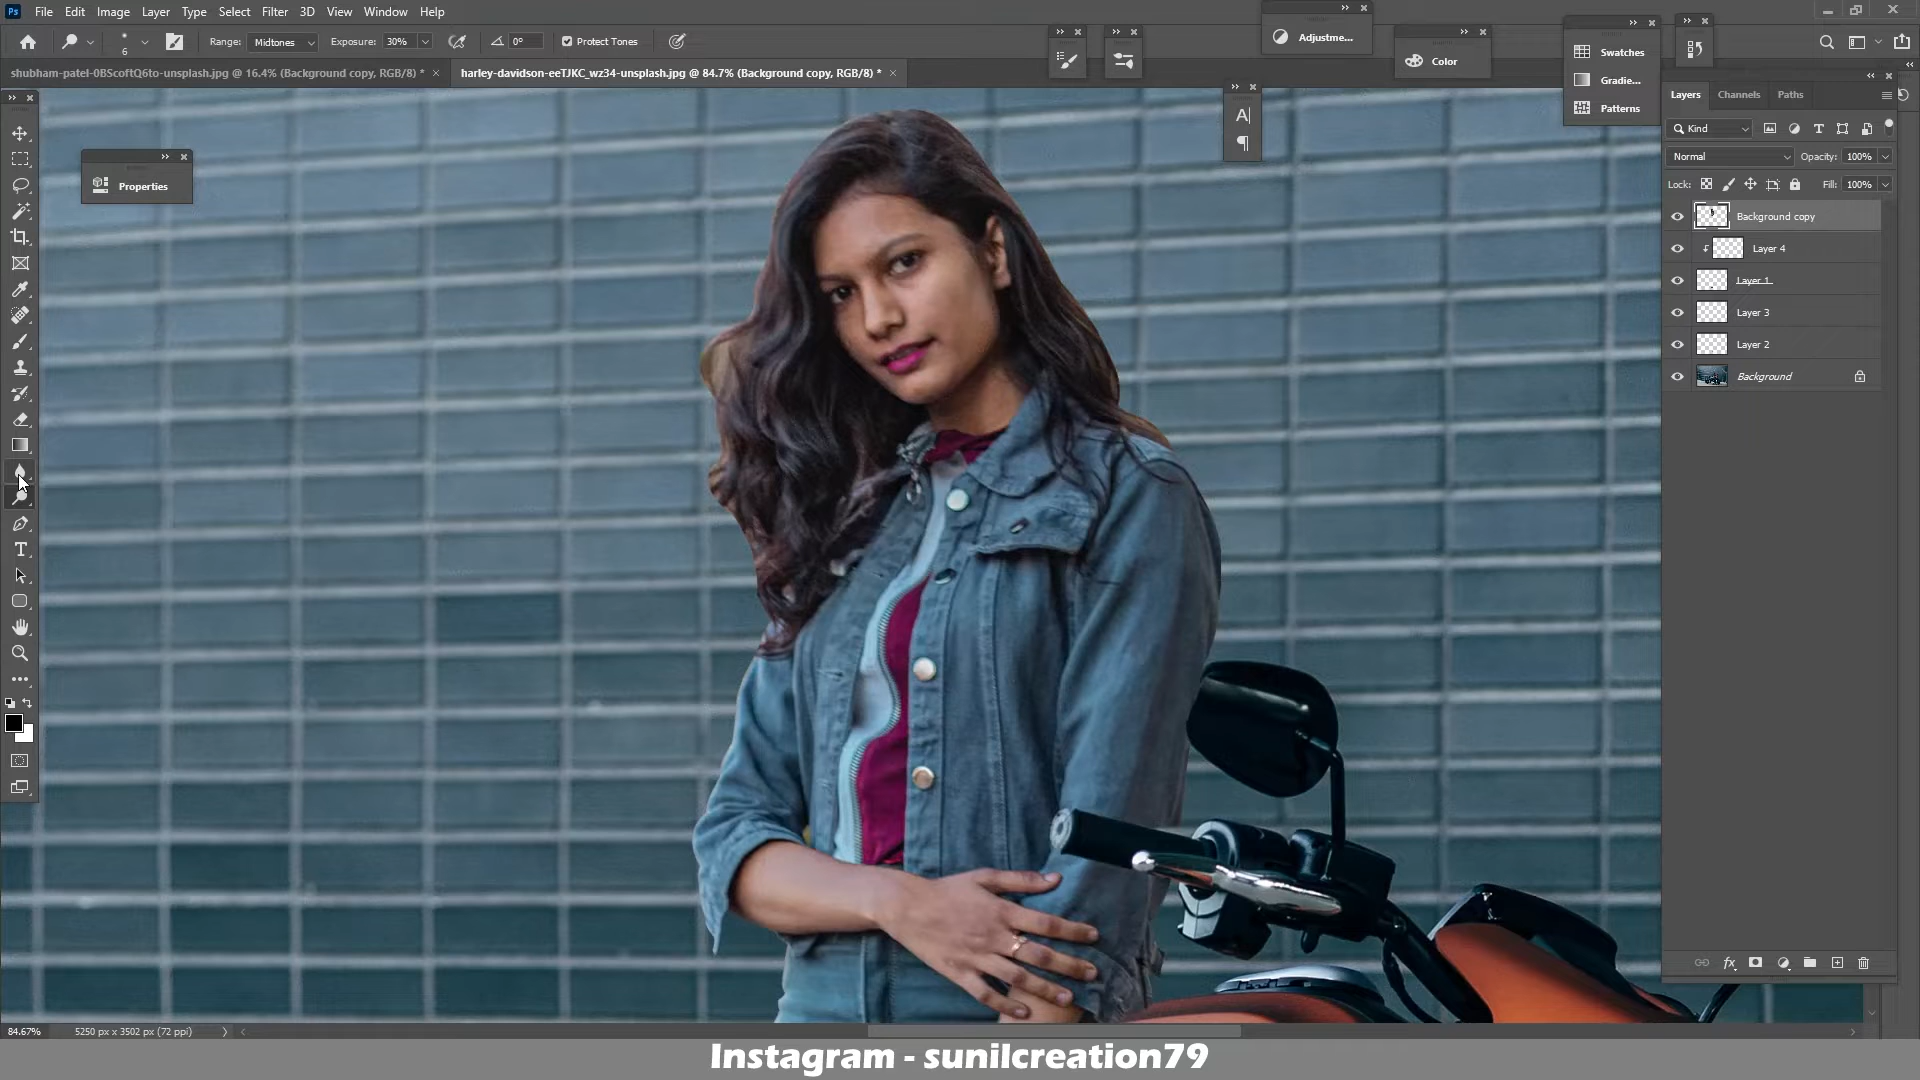 Ps File Edit Image Layer Type Select Filter 3D View Window Help
6 Range: Midtones Exposure: 30% 0° Protect Tones
Adjustme...
Color
Swatches
Gradie...
Patterns
shubham-patel-0BScoftQ6to-unsplash.jpg @ 16.4% (Background copy, RGB/8) *
harley-davidson-eeTJKC_wz34-unsplash.jpg @ 84.7% (Background copy, RGB/8) *
Properties
Layers Channels Paths
Kind
Normal Opacity: 100%
Lock: Fill: 100%
Background copy
Layer 4
Layer 1
Layer 3
Layer 2
Background
84.67% 5250 px x 3502 px (72 ppi)
Instagram - sunilcreation79